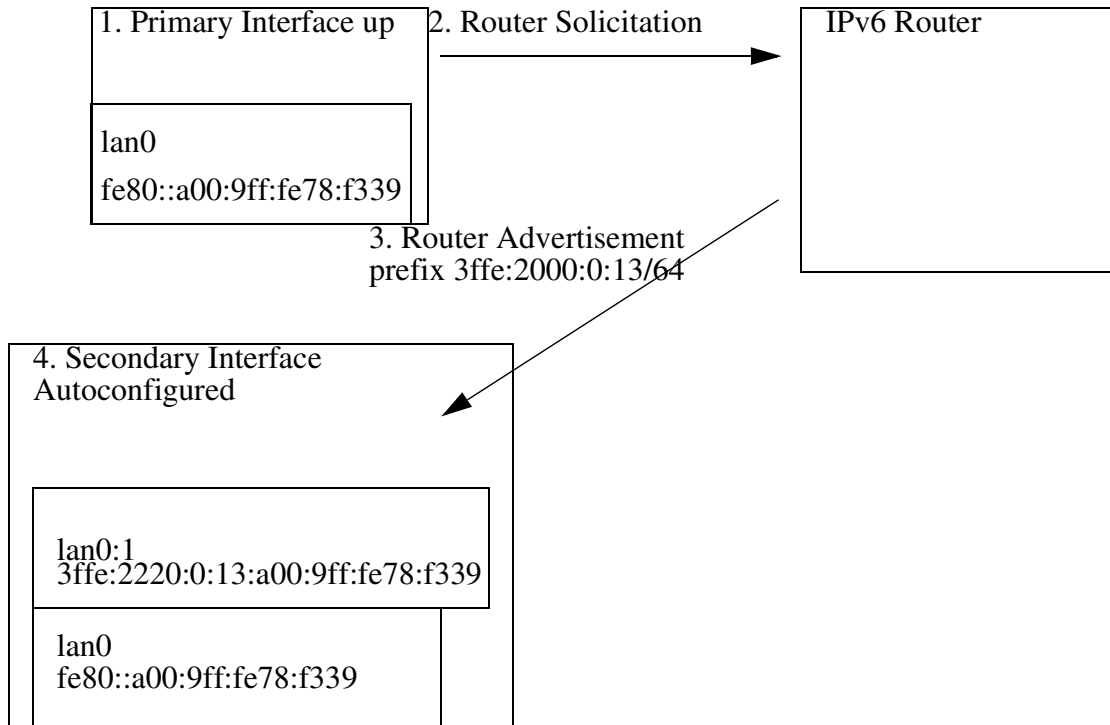 1. Primary Interface up
2. Router Solicitation
IPv6 Router
lan0
fe80::a00:9ff:fe78:f339
3. Router Advertisement
prefix 3ffe:2000:0:13/64
4. Secondary Interface
Autoconfigured
lan0:1
3ffe:2220:0:13:a00:9ff:fe78:f339
lan0
fe80::a00:9ff:fe78:f339